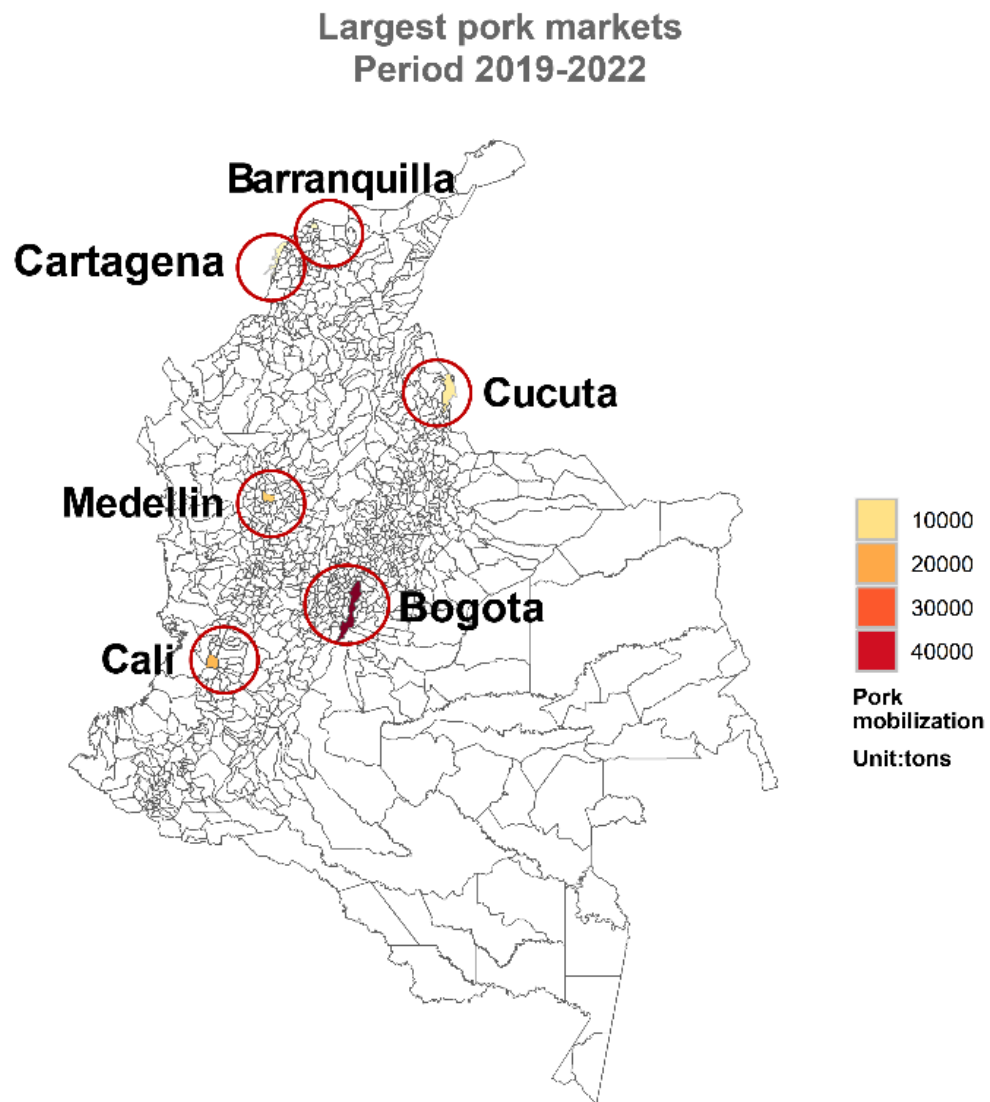 Largest pork markets
Period 2019-2022
Barranquilla
Cartagena
Cucuta
Medellin
Bogota
Cali
10000
20000
30000
40000
Pork
mobilization
Unit:tons